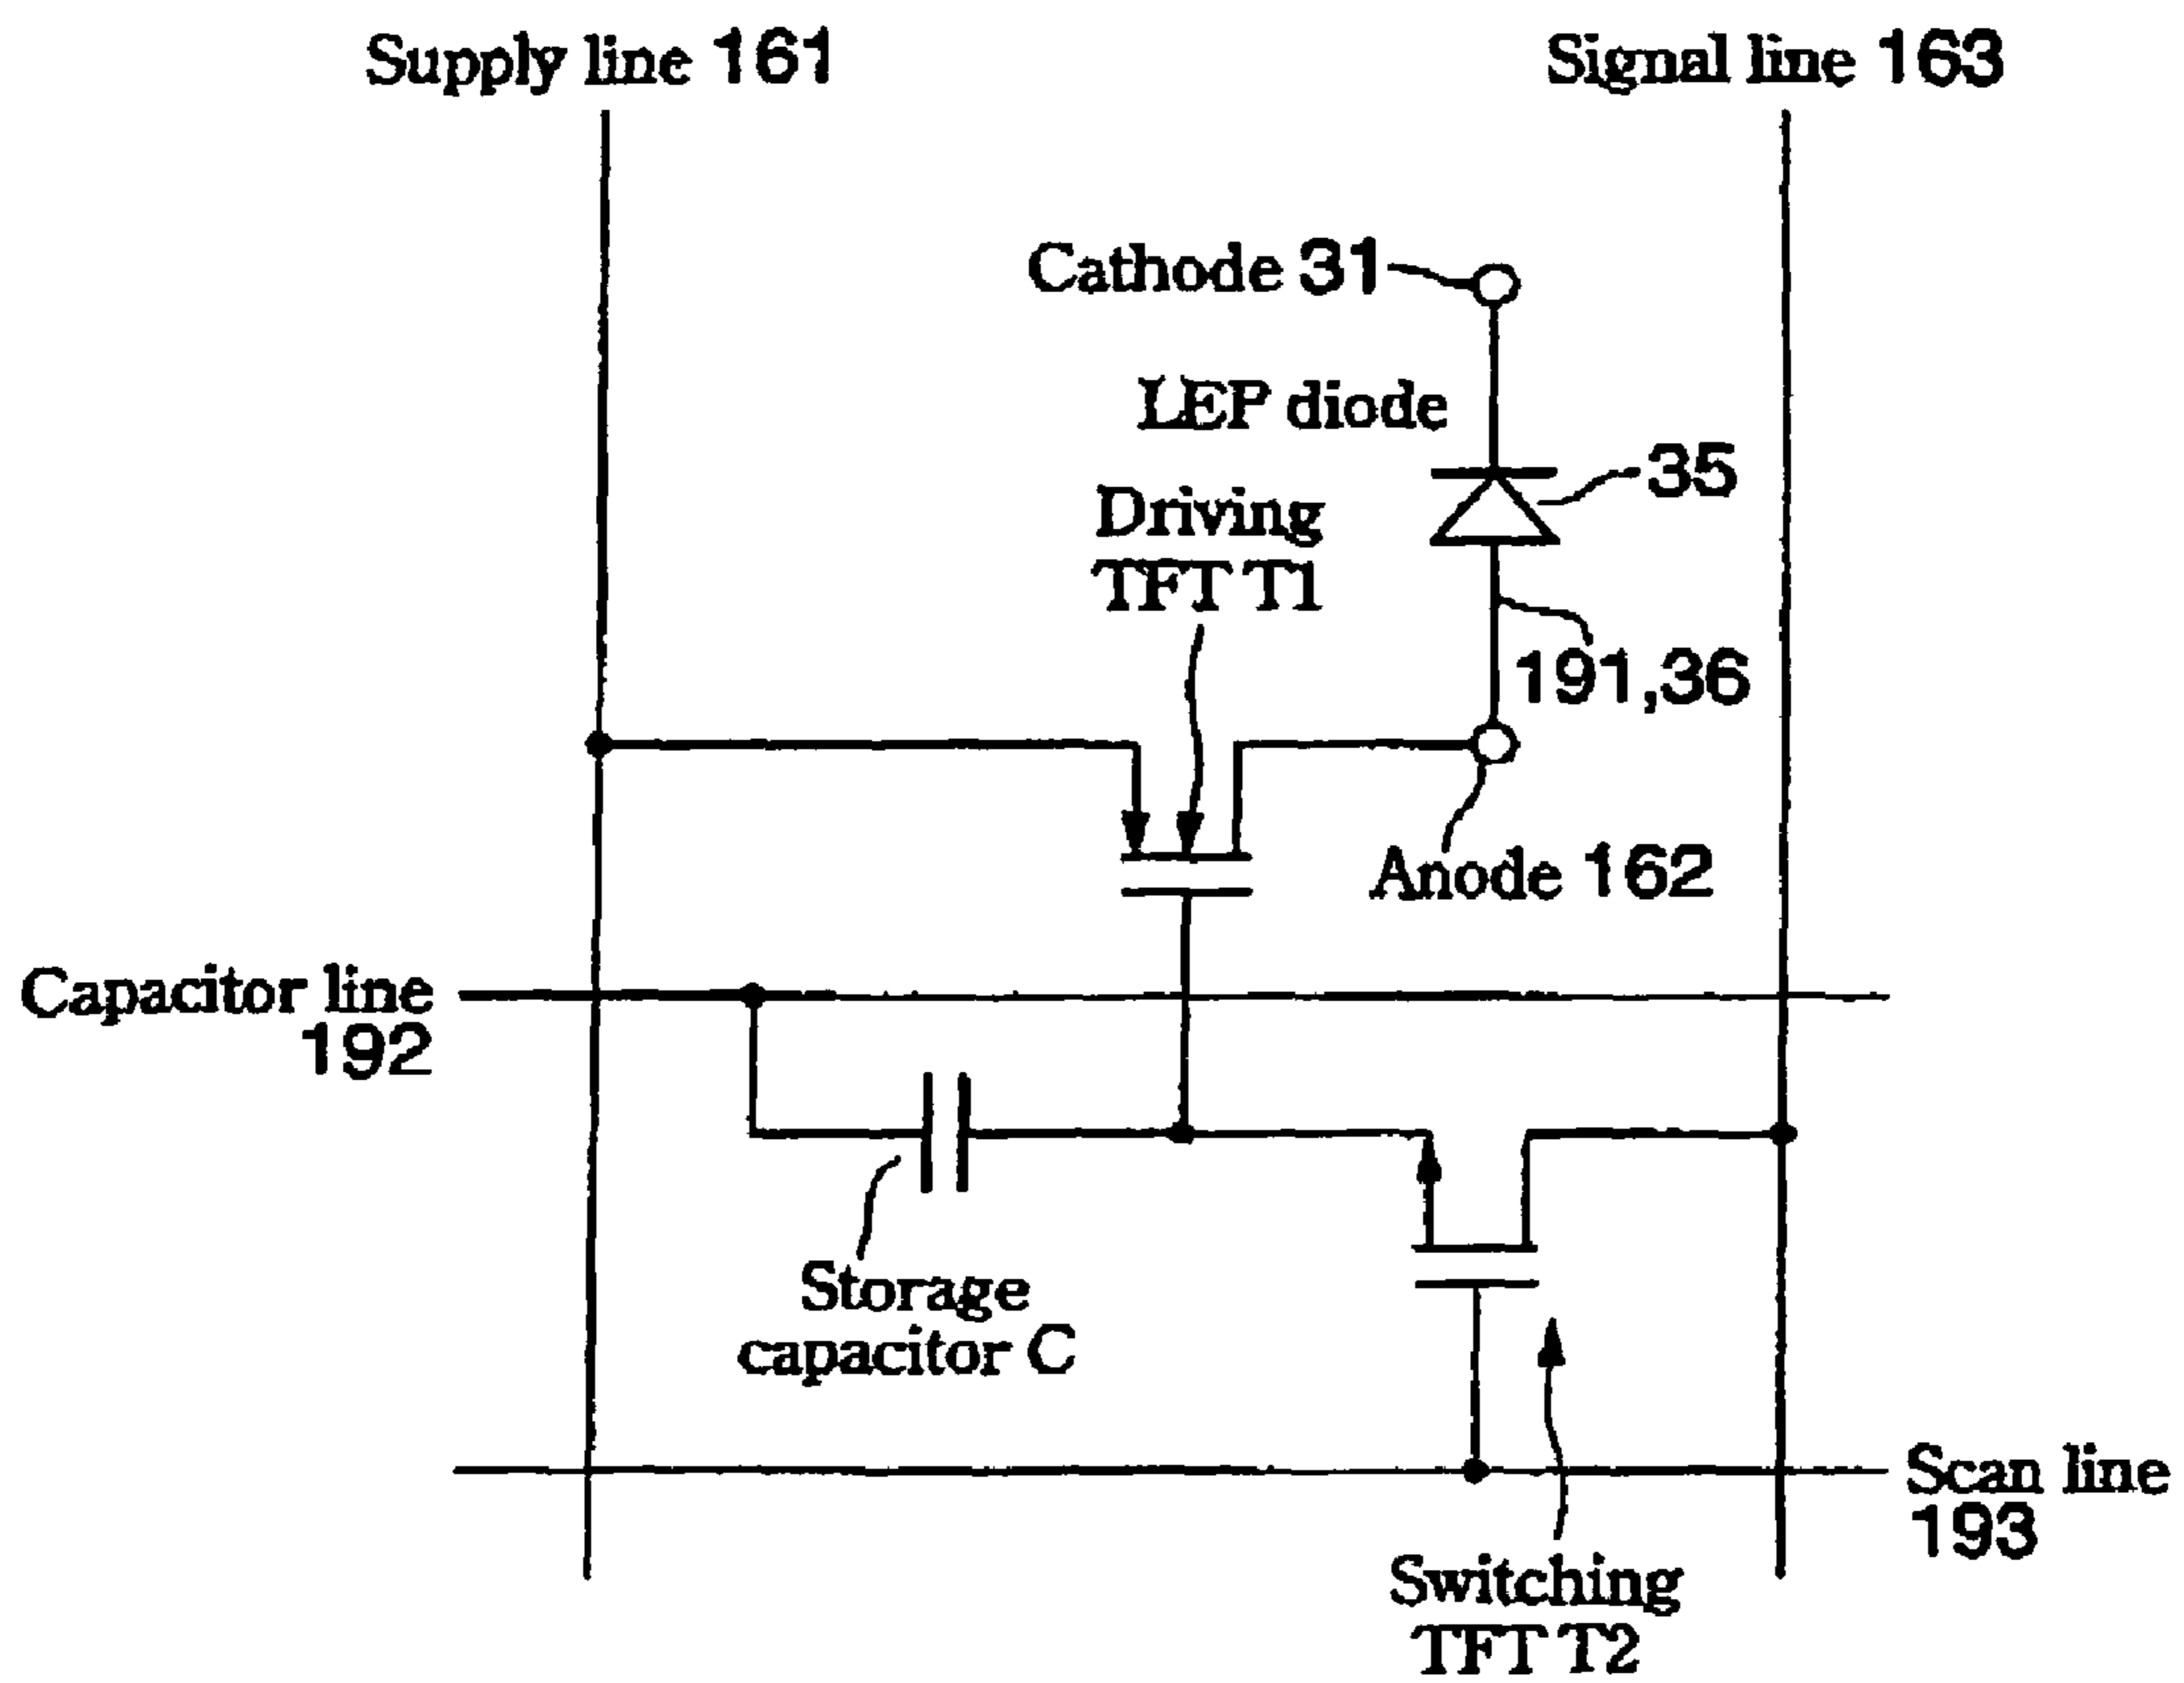 Supply line 161
Signal line 163
Cathode 31
LEP diode
35
Driving
TFT T1
191,36
Anode 162
Capacitor line
192
Storage
capacitor C
Scan line
193
Switching
TFT T2